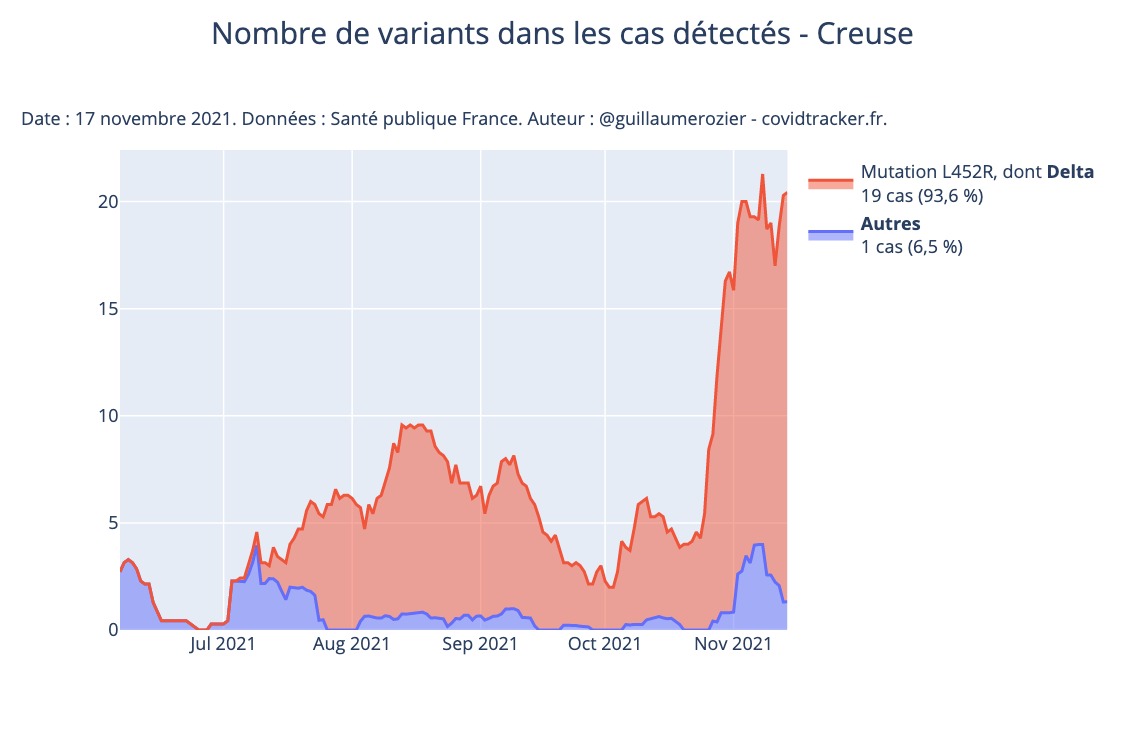 Nombre de variants dans les cas détectés - Creuse
Date : 17 novembre 2021. Données : Santé publique France. Auteur : @guillaumerozier - covidtracker.fr.
Mutation L452R, dont Delta
19 cas (93,6 %)
Autres
1 cas (6,5 %)
20
15
10
5
0
Jul 2021
Aug 2021
Sep 2021
Oct 2021
Nov 2021